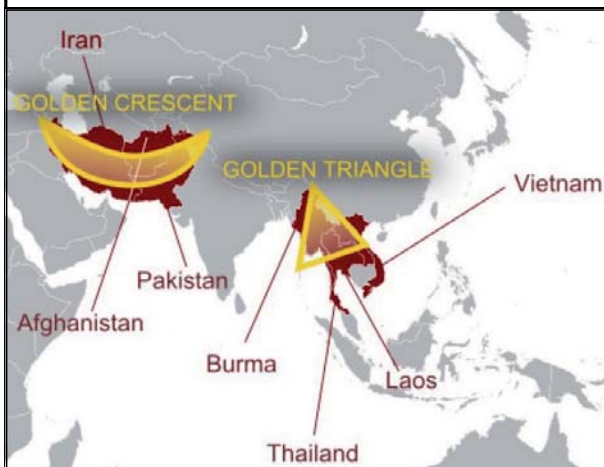 Iran
GOLDEN CRESCENT
GOLDEN TRIANGLE
Vietnam
Pakistan
Afghanistan
Burma
Laos
Thailand